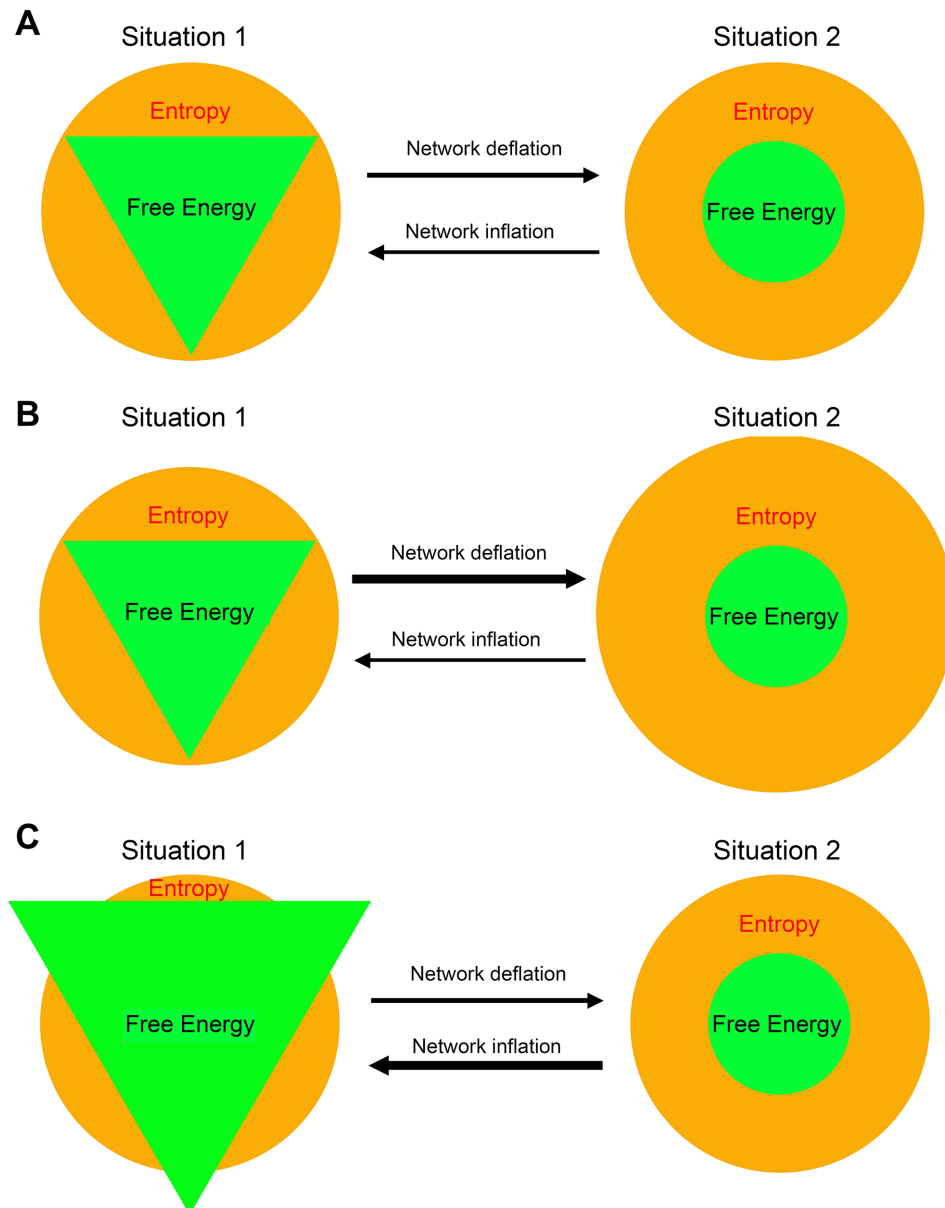 A
Situation 1
Situation 2
Entropy
Free Energy
Network deflation
Network inflation
Entropy
Free Energy
B
Situation 1
Situation 2
Entropy
Free Energy
Network deflation
Network inflation
Entropy
Free Energy
C
Situation 1
Situation 2
Entropy
Free Energy
Network deflation
Network inflation
Entropy
Free Energy